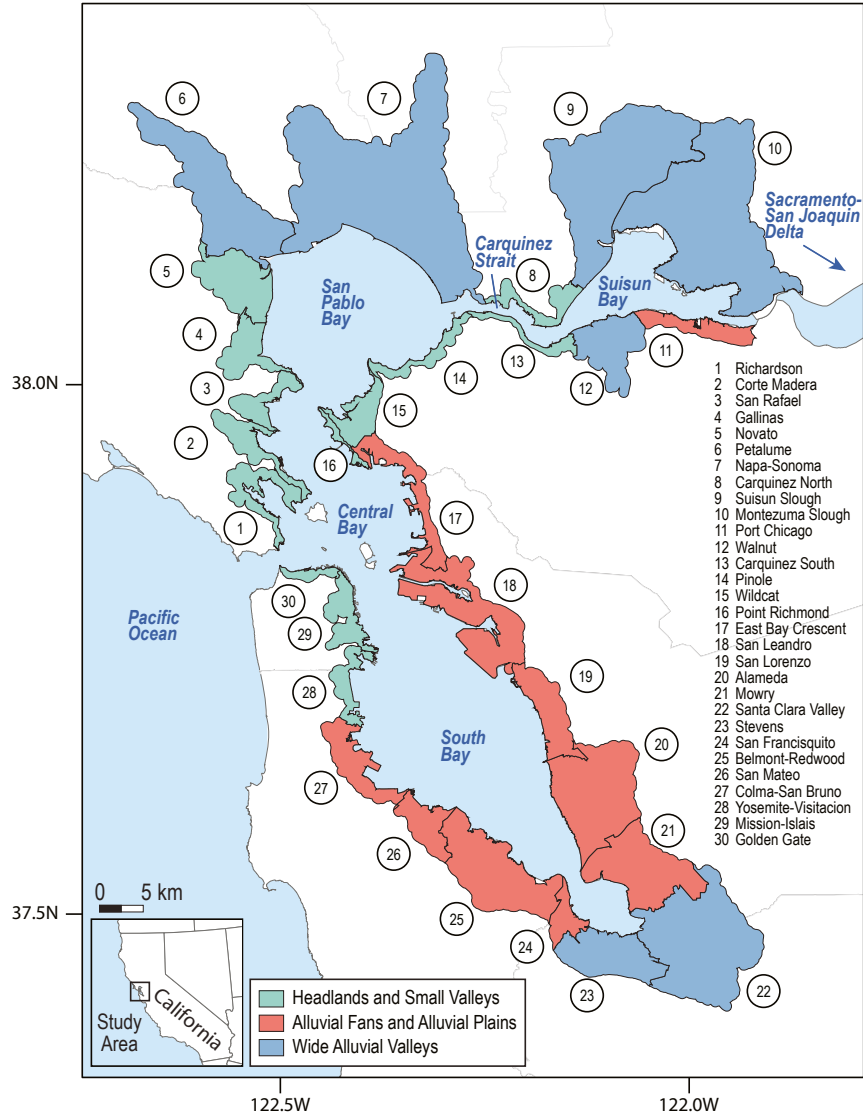 6
7
9
10
Sacramento-
San Joaquin
Delta
Carquinez
Strait
8
5
San
Pablo
Bay
Suisun
Bay
4
11
13
14
12
38.0N
3
15
2
16
1
Central
Bay
17
18
30
29
Pacific
Ocean
28
19
South
Bay
20
27
21
26
25
24
23
22
1 Richardson
2 Corte Madera
3 San Rafael
4 Gallinas
5 Novato
6 Petalume
7 Napa-Sonoma
8 Carquinez North
9 Suisun Slough
10 Montezuma Slough
11 Port Chicago
12 Walnut
13 Carquinez South
14 Pinole
15 Wildcat
16 Point Richmond
17 East Bay Crescent
18 San Leandro
19 San Lorenzo
20 Alameda
21 Mowry
22 Santa Clara Valley
23 Stevens
24 San Francisquito
25 Belmont-Redwood
26 San Mateo
27 Colma-San Bruno
28 Yosemite-Visitacion
29 Mission-Islais
30 Golden Gate
0 5 km
37.5N
California
Study
Area
Headlands and Small Valleys
Alluvial Fans and Alluvial Plains
Wide Alluvial Valleys
122.5W
122.0W